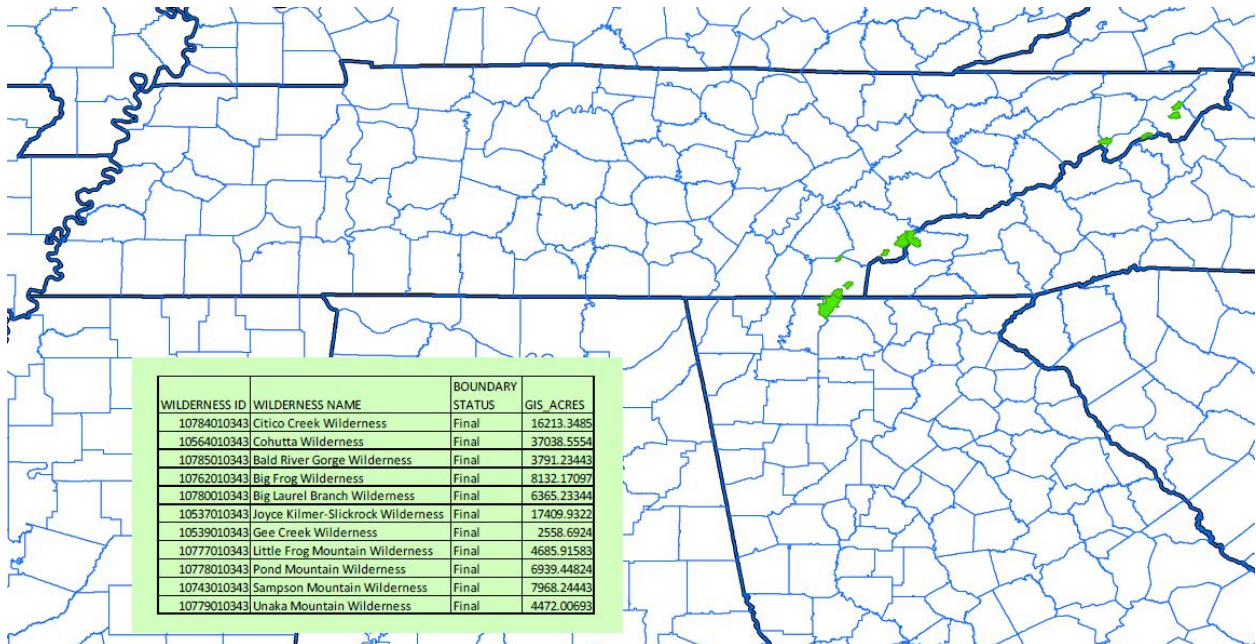 WILDERNESS ID WILDERNESS NAME BOUNDARY STATUS GIS_ACRES
10784010343 Citico Creek Wilderness Final 16213.3485
10564010343 Cohutta Wilderness Final 37038.5554
10785010343 Bald River Gorge Wilderness Final 3791.23443
10762010343 Big Frog Wilderness Final 8132.17097
10780010343 Big Laurel Branch Wilderness Final 6365.23344
10537010343 Joyce Kilmer-Slickrock Wilderness Final 17409.9322
10539010343 Gee Creek Wilderness Final 2558.6924
10777010343 Little Frog Mountain Wilderness Final 4685.91583
10778010343 Pond Mountain Wilderness Final 6939.44824
10743010343 Sampson Mountain Wilderness Final 7968.24443
10779010343 Unaka Mountain Wilderness Final 4472.00693